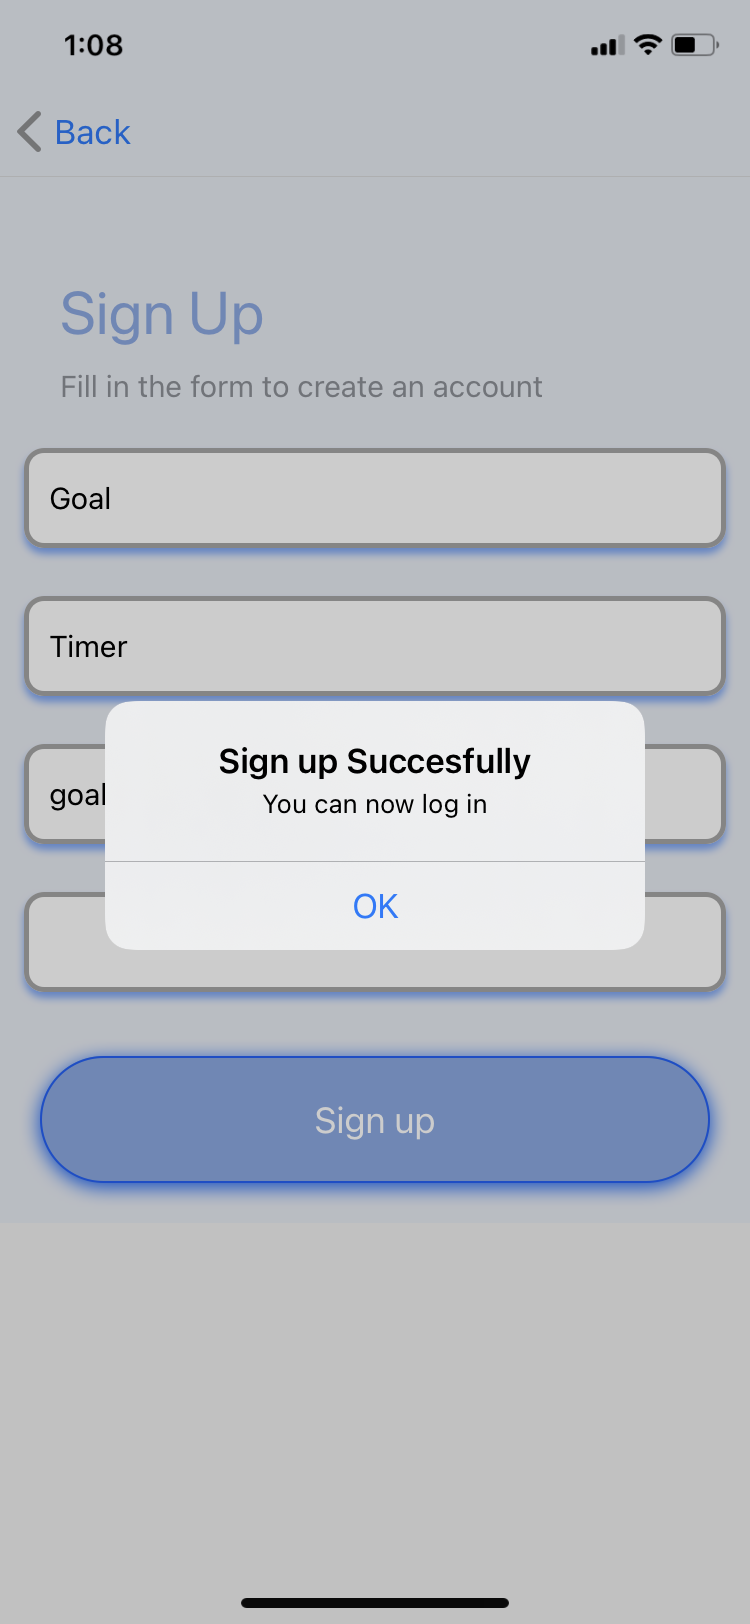 1:08
Back
Sign Up
Fill in the form to create an account
Goal
Timer
goal
Sign up Succesfully
You can now log in
OK
Sign up